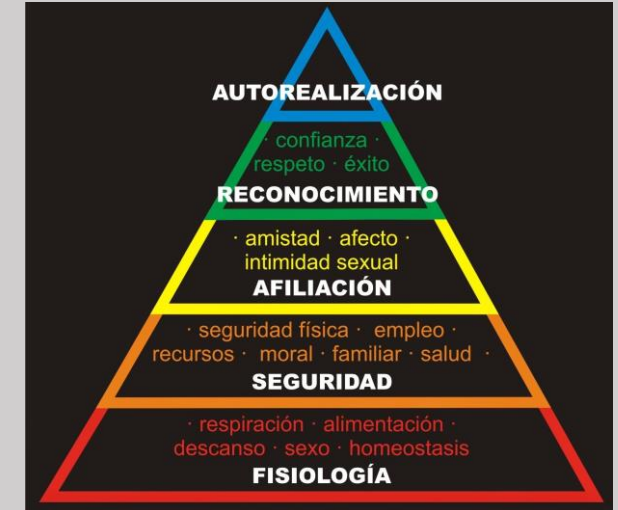 AUTOREALIZACIÓN
· confianza ·
respeto · éxito
RECONOCIMIENTO
· amistad · afecto ·
intimidad sexual
AFILIACIÓN
· seguridad física · empleo ·
recursos · moral · familiar · salud ·
SEGURIDAD
· respiración · alimentación ·
descanso · sexo · homeostasis
FISIOLOGÍA